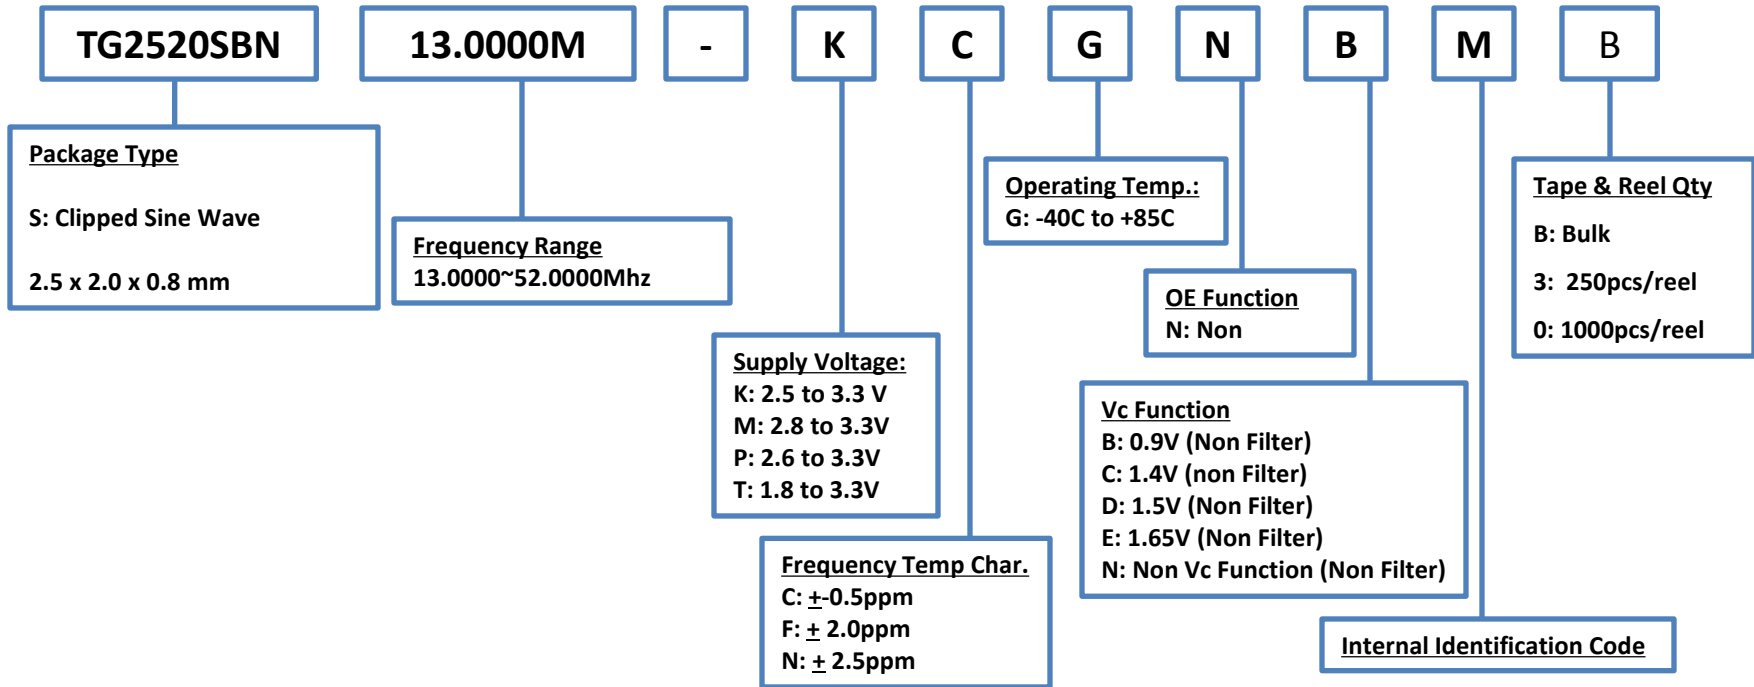 TG2520SBN 13.0000M - K C G N B M B
Package Type
S: Clipped Sine Wave
2.5 x 2.0 x 0.8 mm
Frequency Range
13.0000~52.0000Mhz
Supply Voltage:
K: 2.5 to 3.3 V
M: 2.8 to 3.3V
P: 2.6 to 3.3V
T: 1.8 to 3.3V
Frequency Temp Char.
C: +-0.5ppm
F: + 2.0ppm
N: + 2.5ppm
Operating Temp.:
G: -40C to +85C
OE Function
N: Non
Vc Function
B: 0.9V (Non Filter)
C: 1.4V (non Filter)
D: 1.5V (Non Filter)
E: 1.65V (Non Filter)
N: Non Vc Function (Non Filter)
Internal Identification Code
Tape & Reel Qty
B: Bulk
3: 250pcs/reel
0: 1000pcs/reel